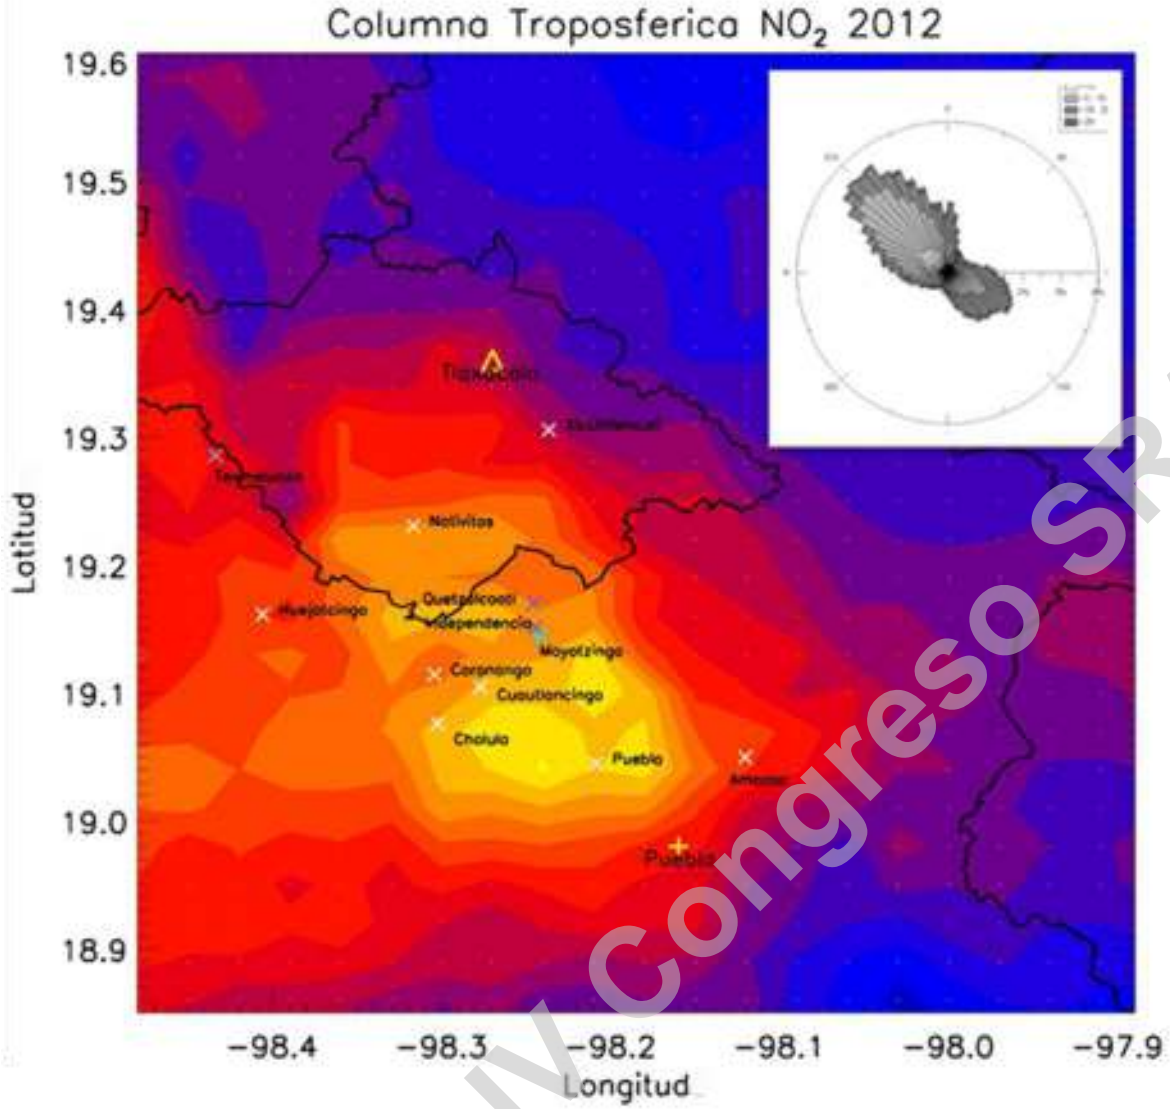 Columna Troposferica NO₂ 2012
19.6
19.5
19.4
19.3
19.2
19.1
19.0
18.9
Latitud
Tlaxcala
Nativitas
Huejotcingo
Quetzalcoatl
Independencia
Moyotzingo
Coronango
Cuautlancingo
Cholula
Puebla
Amozoc
Puebla
-98.4
-98.3
-98.2
-98.1
-98.0
-97.9
Longitud
IV Congreso SR